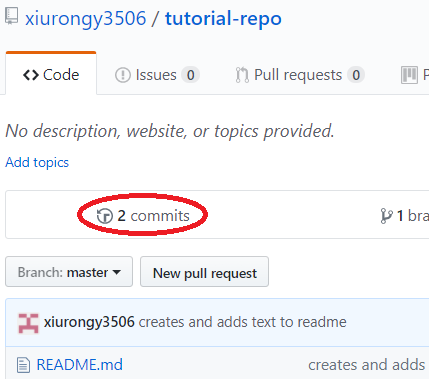 xiurongy3506 / tutorial-repo
Code Issues 0 Pull requests 0
No description, website, or topics provided.
Add topics
2 commits 1 bra
Branch: master New pull request
xiurongy3506 creates and adds text to readme
README.md creates and adds